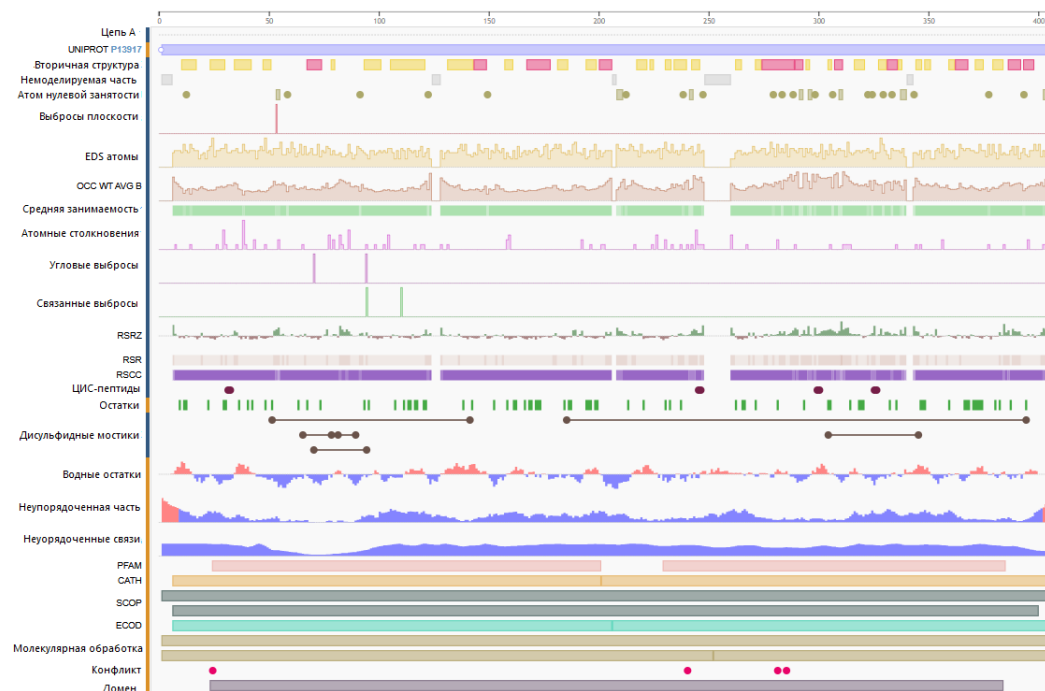 0 50 100 150 200 250 300 350 400
Цепь A
UNIPROT P13917
Вторичная структура
Немоделируемая часть
Атом нулевой занятости
Выбросы плоскости
EDS атомы
OCC WT AVG B
Средняя занимаемость
Атомные столкновения
Угловые выбросы
Связанные выбросы
RSRZ
RSR
RSCC
ЦИС-пептиды
Остатки
Дисульфидные мостики
Водные остатки
Неупорядоченная часть
Неуорядоченные связи.
PFAM
CATH
SCOP
ECOD
Молекулярная обработка
Конфликт
Домен